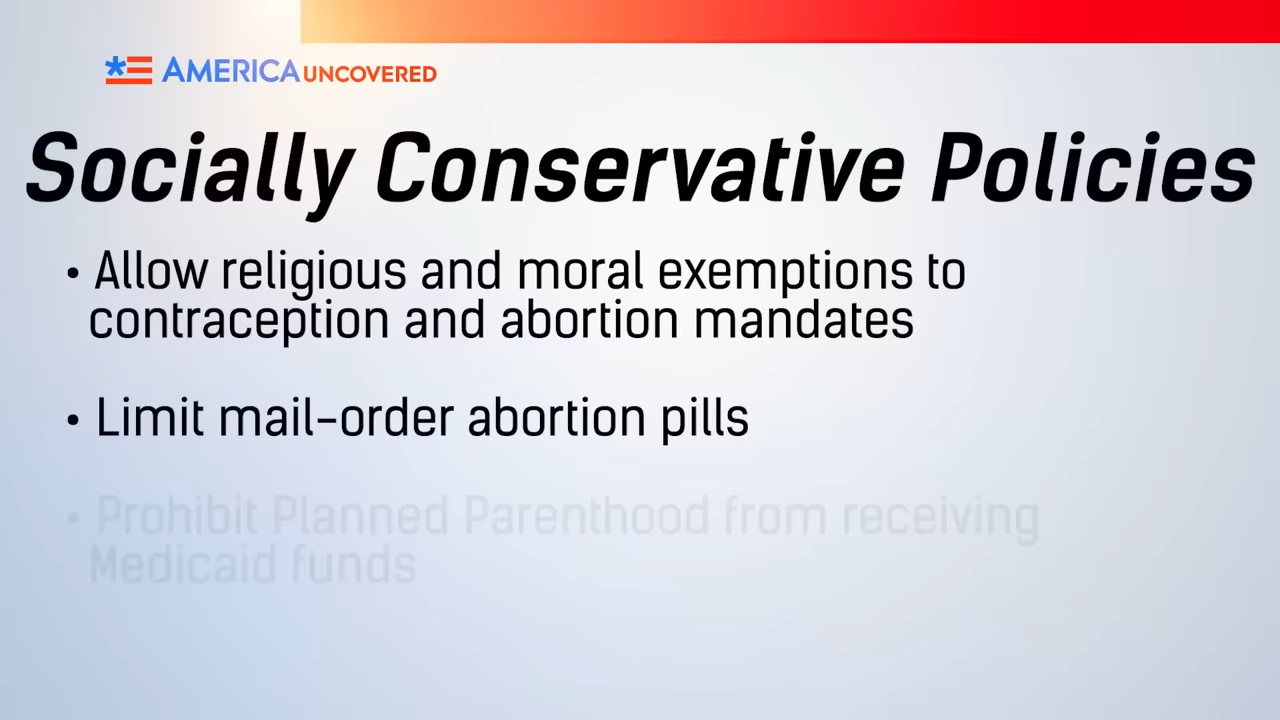 AMERICA UNCOVERED
Socially Conservative Policies
• Allow religious and moral exemptions to
contraception and abortion mandates
• Limit mail-order abortion pills
• Prohibit Planned Parenthood from receiving
Medicaid funds